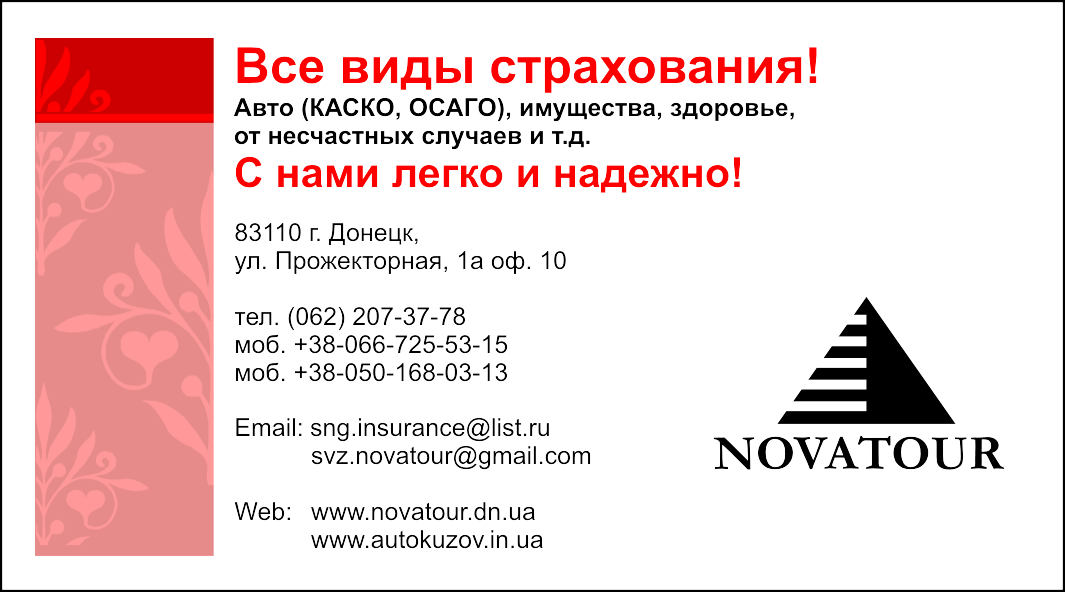 Все виды страхования!
Авто (КАСКО, ОСАГО), имущества, здоровье,
от несчастных случаев и т.д.
С нами легко и надежно!
83110 г. Донецк,
ул. Прожекторная, 1а оф. 10
тел. (062) 207-37-78
моб. +38-066-725-53-15
моб. +38-050-168-03-13
Email: sng.insurance@list.ru
svz.novatour@gmail.com
Web: www.novatour.dn.ua
www.autokuzov.in.ua
NOVATOUR